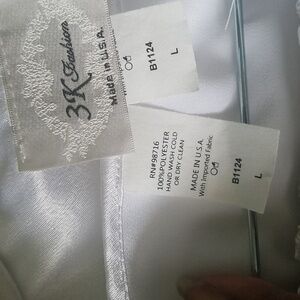 3K Fashion
Made in U.S.A.
B1124
L
RN#98716
100%POLYESTER
HAND WASH COLD
OR DRY CLEAN
MADE IN U.S.A
With Imported Fabric
B1124
L